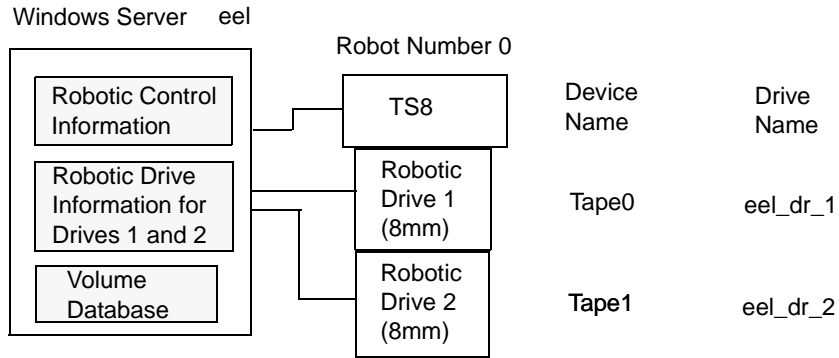 Windows Server eel
Robot Number 0
Robotic Control
Information
TS8
Device
Name
Drive
Name
Robotic Drive
Information for
Drives 1 and 2
Robotic
Drive 1
(8mm)
Tape0
eel_dr_1
Volume
Database
Robotic
Drive 2
(8mm)
Tape1
eel_dr_2